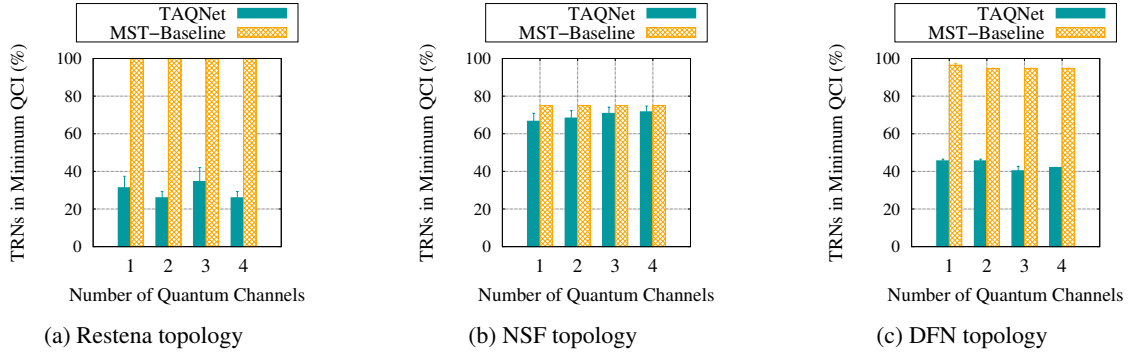 TAQNet
MST−Baseline
TRNs in Minimum QCI (%)
100
80
60
40
20
0
1 2 3 4
Number of Quantum Channels
(a) Restena topology
TAQNet
MST−Baseline
TRNs in Minimum QCI (%)
100
80
60
40
20
0
1 2 3 4
Number of Quantum Channels
(b) NSF topology
TAQNet
MST−Baseline
TRNs in Minimum QCI (%)
100
80
60
40
20
0
1 2 3 4
Number of Quantum Channels
(c) DFN topology